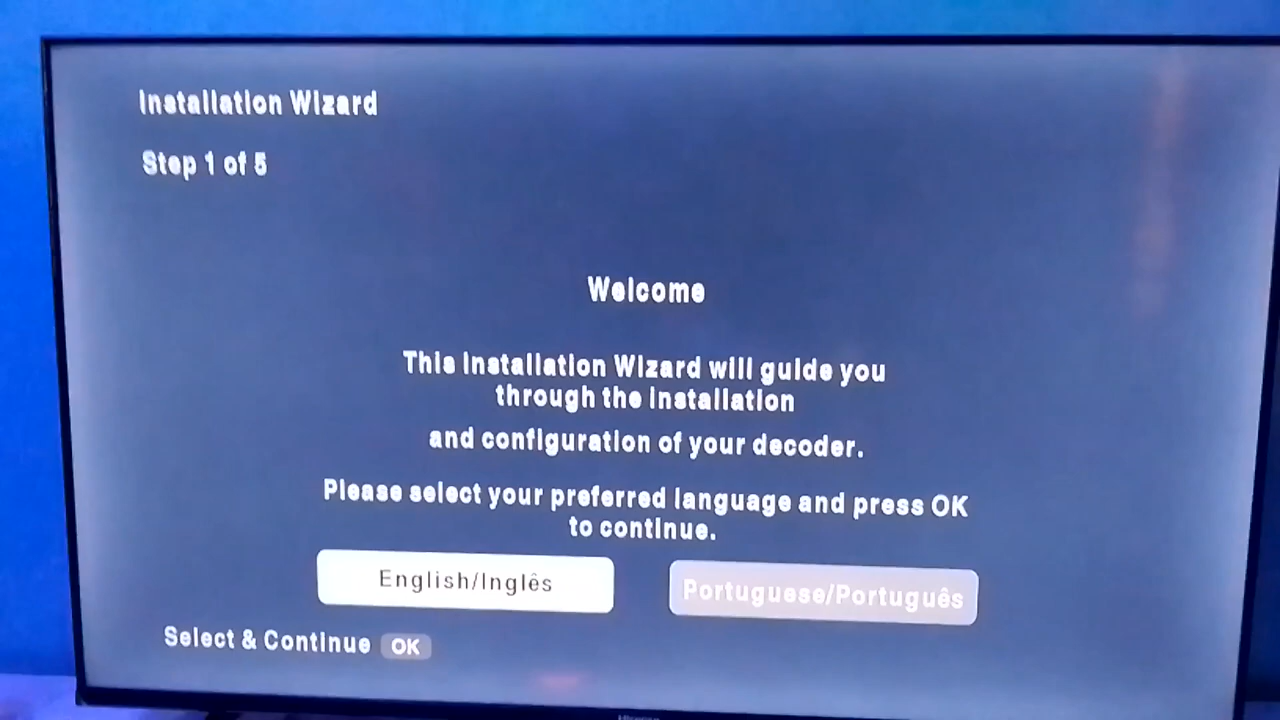 Installation Wizard
Step 1 of 5
Welcome
This Installation Wizard will guide you
through the installation
and configuration of your decoder.
Please select your preferred language and press OK
to continue.
English/Inglês
Portuguese/Português
Select & Continue OK